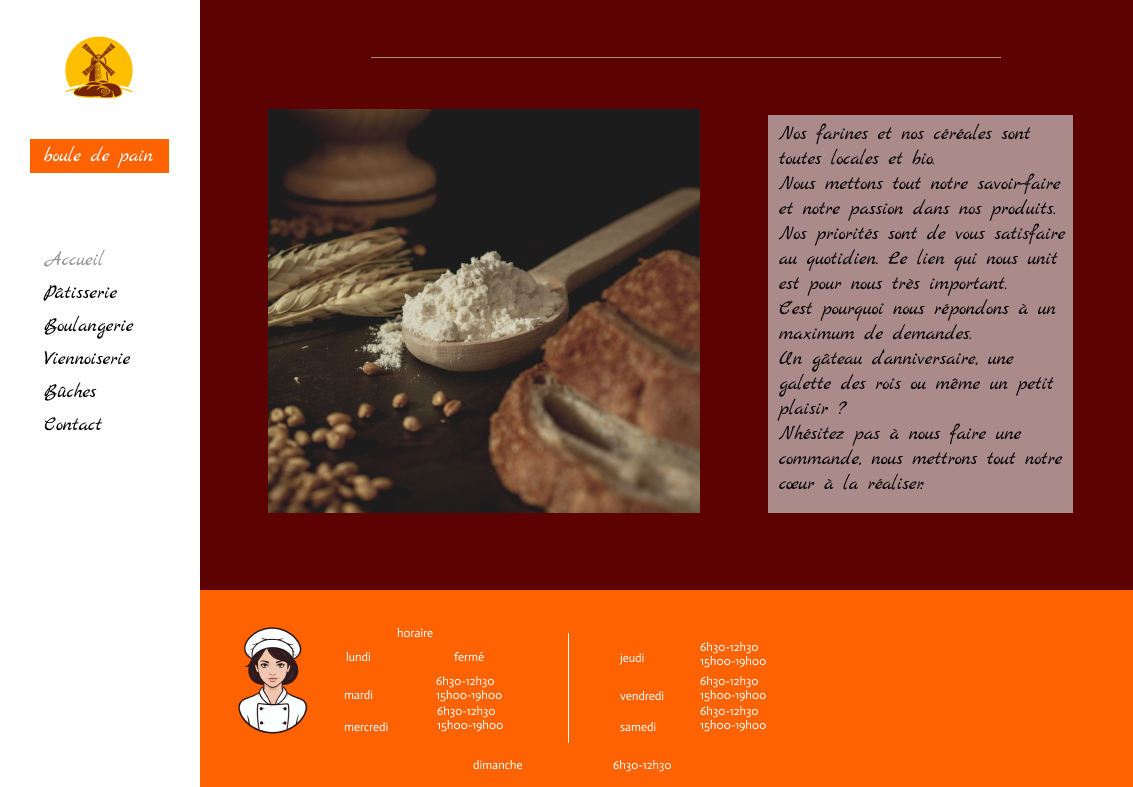 boule de pain
Accueil
Pâtisserie
Boulangerie
Viennoiserie
Bûches
Contact
Nos farines et nos céréales sont
toutes locales et bio.
Nous mettons tout notre savoir-faire
et notre passion dans nos produits.
Nos priorités sont de vous satisfaire
au quotidien. Le lien qui nous unit
est pour nous très important.
C'est pourquoi nous répondons à un
maximum de demandes.
Un gâteau d'anniversaire, une
galette des rois ou même un petit
plaisir ?
N'hésitez pas à nous faire une
commande, nous mettrons tout notre
cœur à la réaliser.
horaire
lundi fermé
mardi 6h30-12h30
15h00-19h00
mercredi 6h30-12h30
15h00-19h00
jeudi 6h30-12h30
15h00-19h00
vendredi 6h30-12h30
15h00-19h00
samedi 6h30-12h30
15h00-19h00
dimanche 6h30-12h30